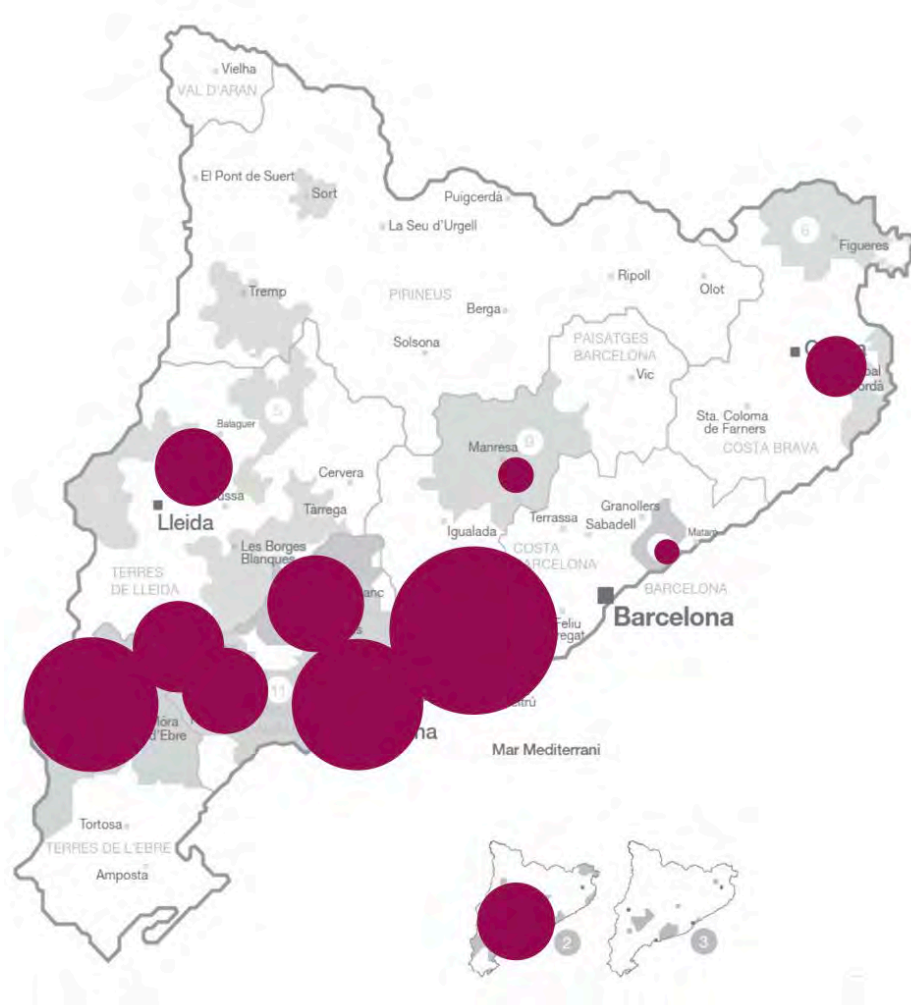 Vielha
VAL D'ARAN
El Pont de Suert
Sort
Puigcerdà
La Seu d'Urgell
6
Figueres
Tremp
PIRINEUS
Ripoll
Olot
Berga
Solsona
PAISATGES
BARCELONA
Vic
5
Balaguer
Sta. Coloma
de Farners
COSTA BRAVA
Manresa
9
Cervera
Tàrrega
Lleida
Igualada
Terrassa
Sabadell
Granollers
Mataró
Les Borges
Blanques
COSTA
TERRES
DE LLEIDA
BARCELONA
Barcelona
11
Móra
d'Ebre
Mar Mediterrani
Tortosa
TERRES DE L'EBRE
Amposta
2
3